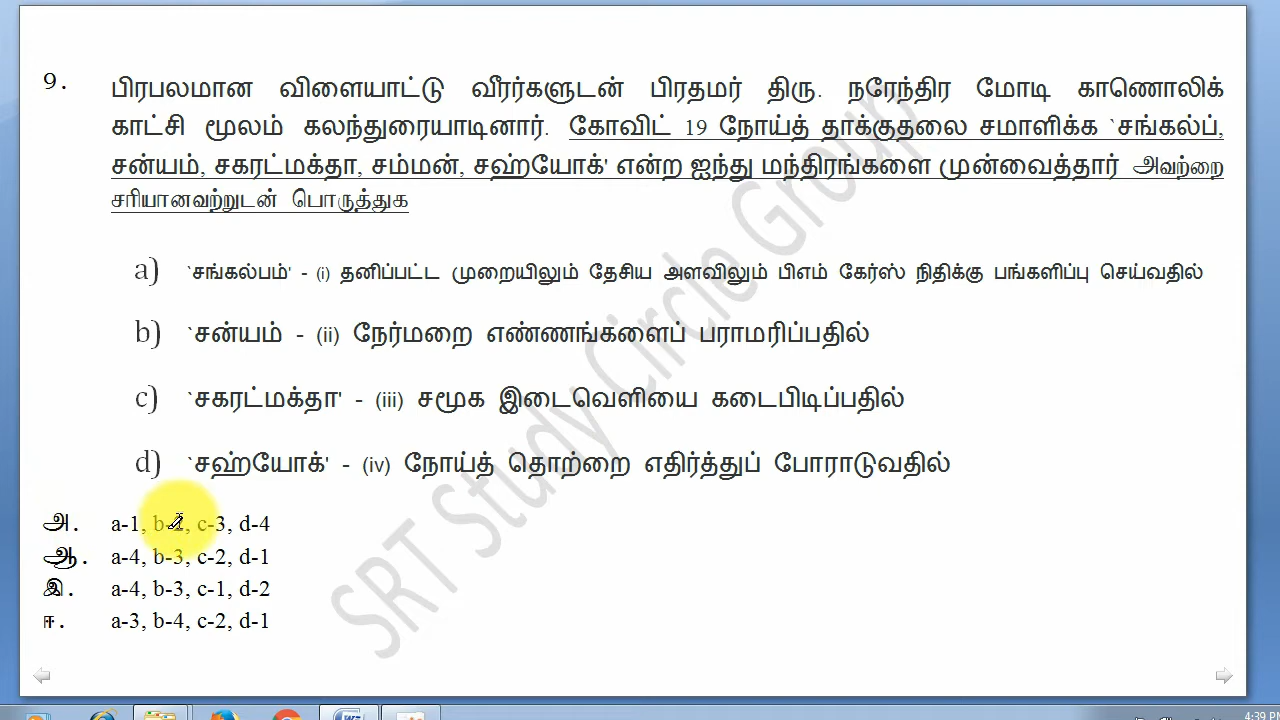 9. பிரபலமான விளையாட்டு வீரர்களுடன் பிரதமர் திரு. நரேந்திர மோடி காணொலிக்
காட்சி மூலம் கலந்துரையாடினார். கோவிட் 19 நோய்த் தாக்குதலை சமாளிக்க `சங்கல்ப்,
சன்யம், சகரட்மக்தா, சம்மன், சஹ்யோக்' என்ற ஐந்து மந்திரங்களை முன்வைத்தார் அவற்றை
சரியானவற்றுடன் பொருத்துக
a) `சங்கல்பம்' - (i) தனிப்பட்ட முறையிலும் தேசிய அளவிலும் பிஎம் கேர்ஸ் நிதிக்கு பங்களிப்பு செய்வதில்
b) `சன்யம் - (ii) நேர்மறை எண்ணங்களைப் பராமரிப்பதில்
c) `சகரட்மக்தா' - (iii) சமூக இடைவெளியை கடைபிடிப்பதில்
d) `சஹ்யோக்' - (iv) நோய்த் தொற்றை எதிர்த்துப் போராடுவதில்
அ. a-1, b-2, c-3, d-4
ஆ. a-4, b-3, c-2, d-1
இ. a-4, b-3, c-1, d-2
ஈ. a-3, b-4, c-2, d-1
SRT Study Circle Group
4:39 PM